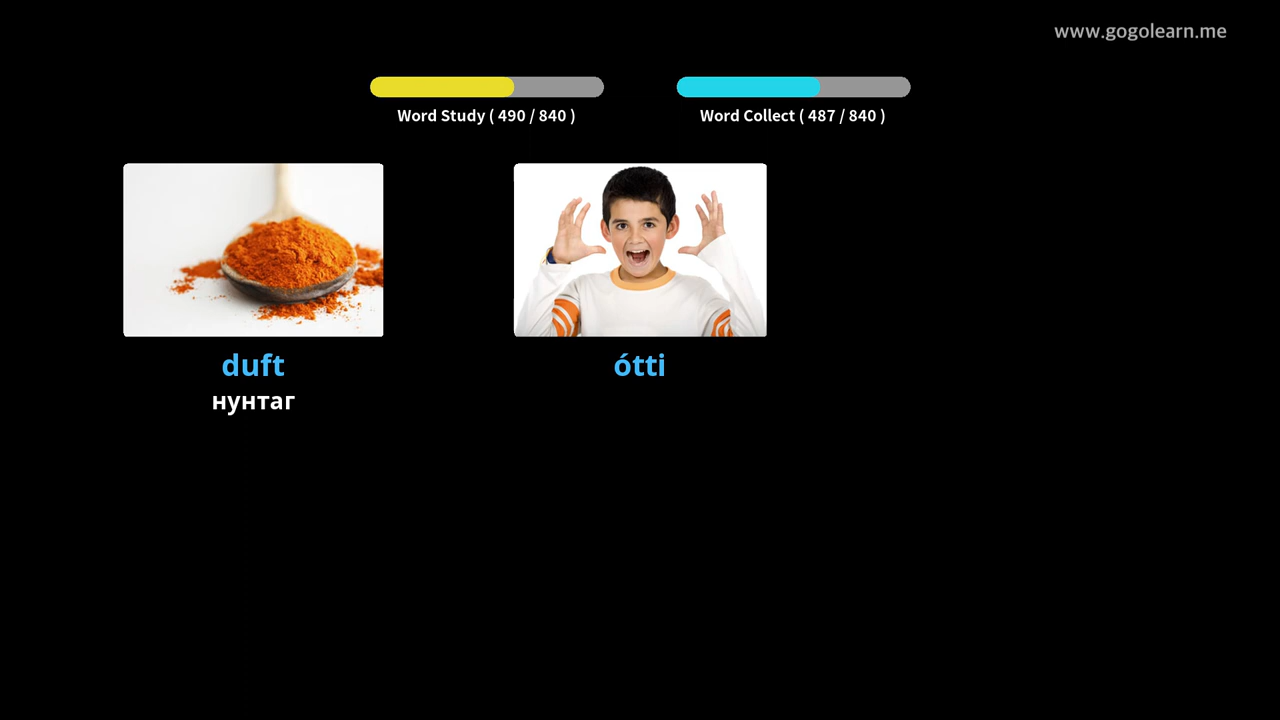 www.gogolearn.me
Word Study ( 490 / 840 )
Word Collect ( 487 / 840 )
duft
ótti
нунтаг